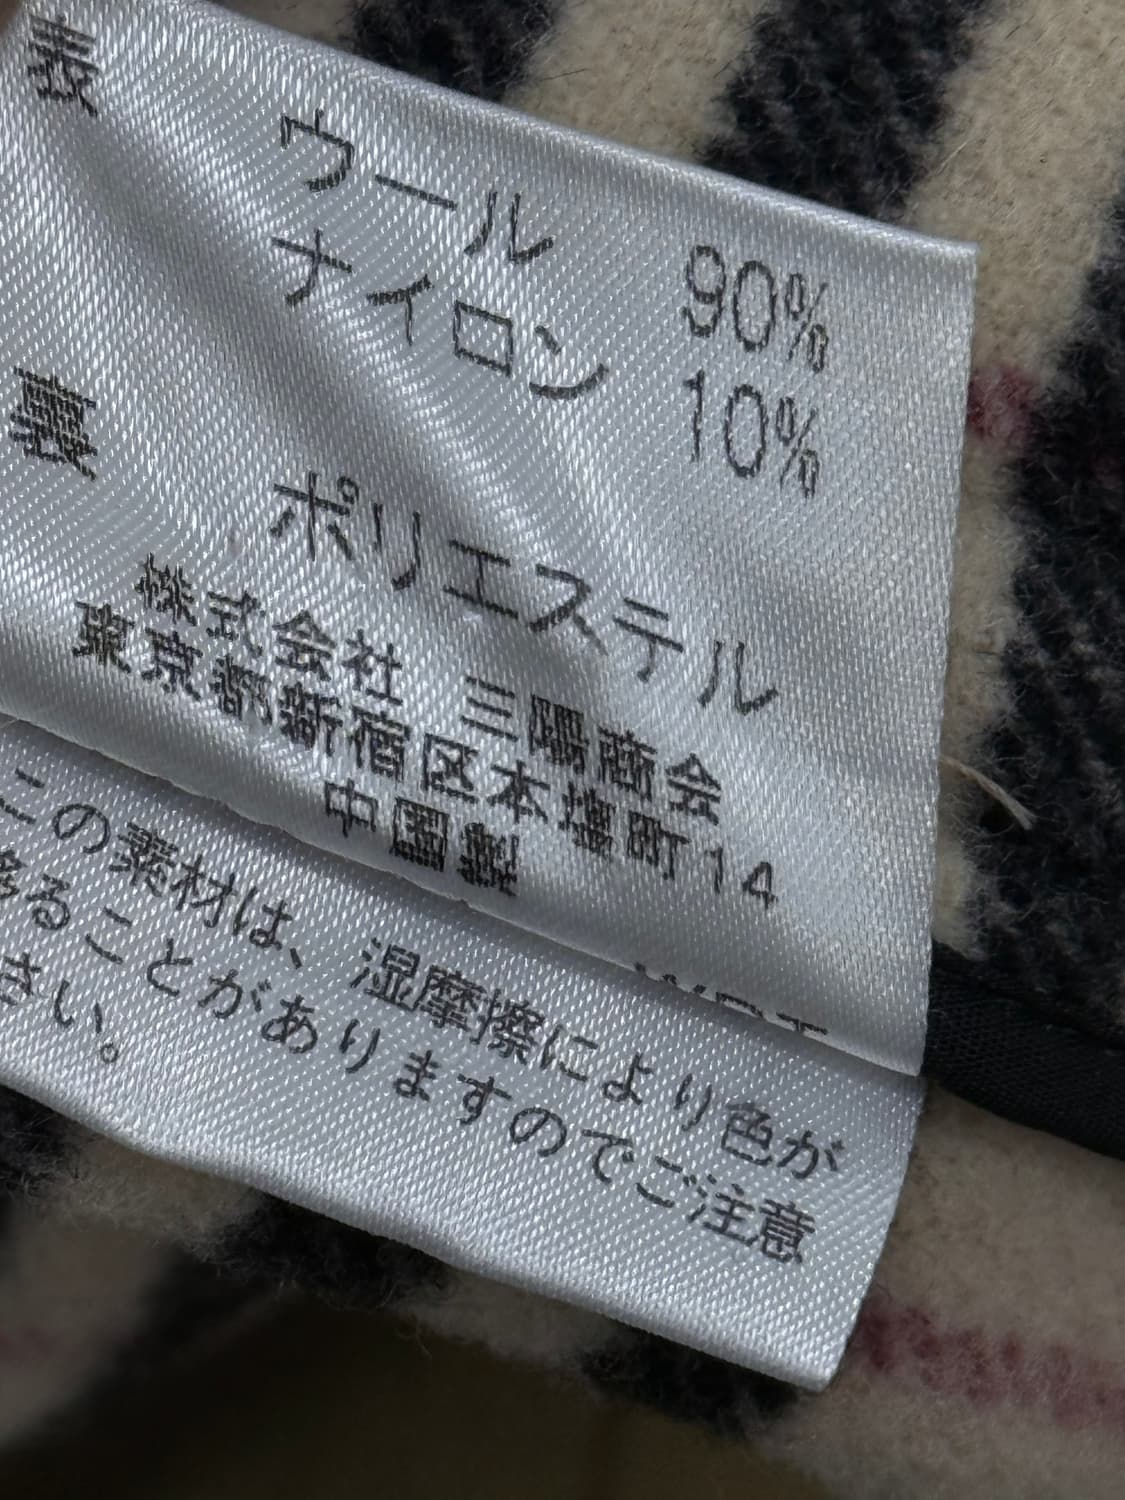 表 ウール 90%
ナイロン 10%
裏 ポリエステル
株式会社 三陽商会
東京都新宿区本塩町14
中国製
この素材は、湿摩擦により色が
移ることがありますのでご注意
さい。